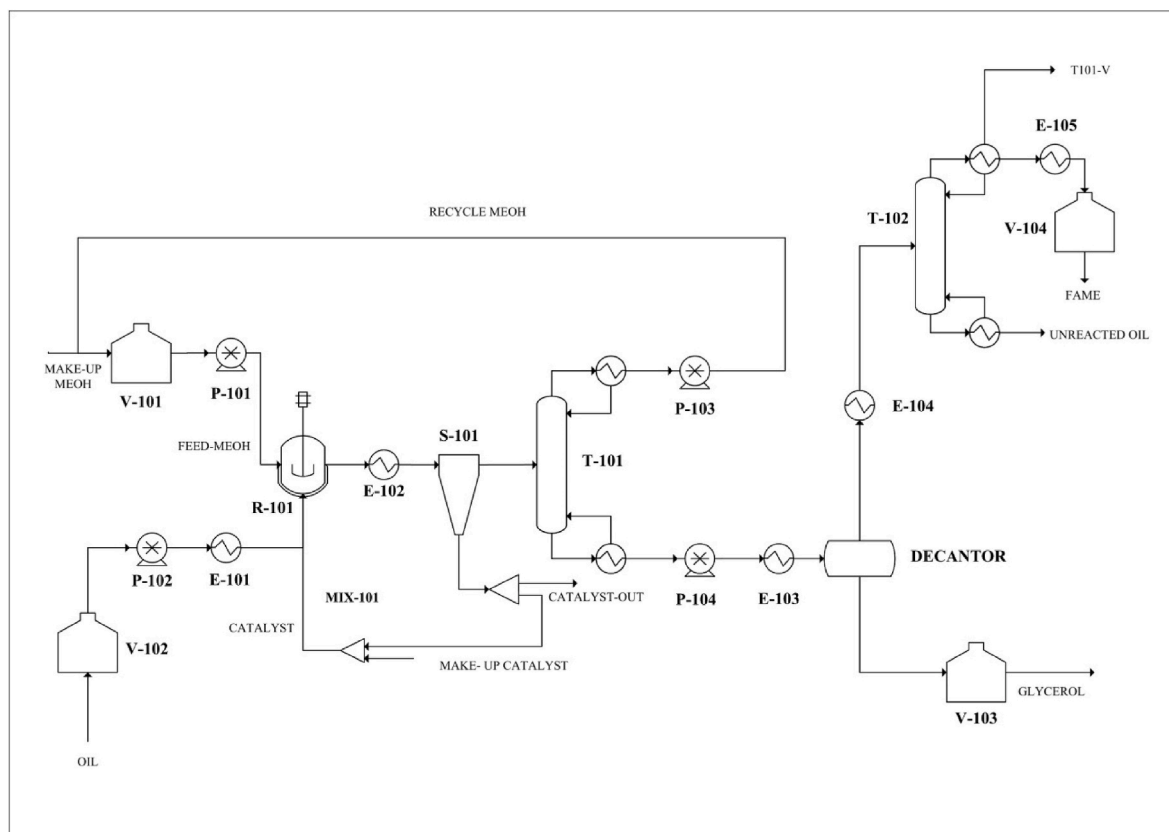 T101-V
E-105
T-102
V-104
FAME
UNREACTED OIL
RECYCLE MEOH
MAKE-UP
MEOH
V-101
P-101
FEED-MEOH
R-101
E-102
S-101
T-101
P-103
E-104
P-102
E-101
V-102
OIL
CATALYST
MIX-101
CATALYST-OUT
MAKE- UP CATALYST
P-104
E-103
DECANTOR
V-103
GLYCEROL